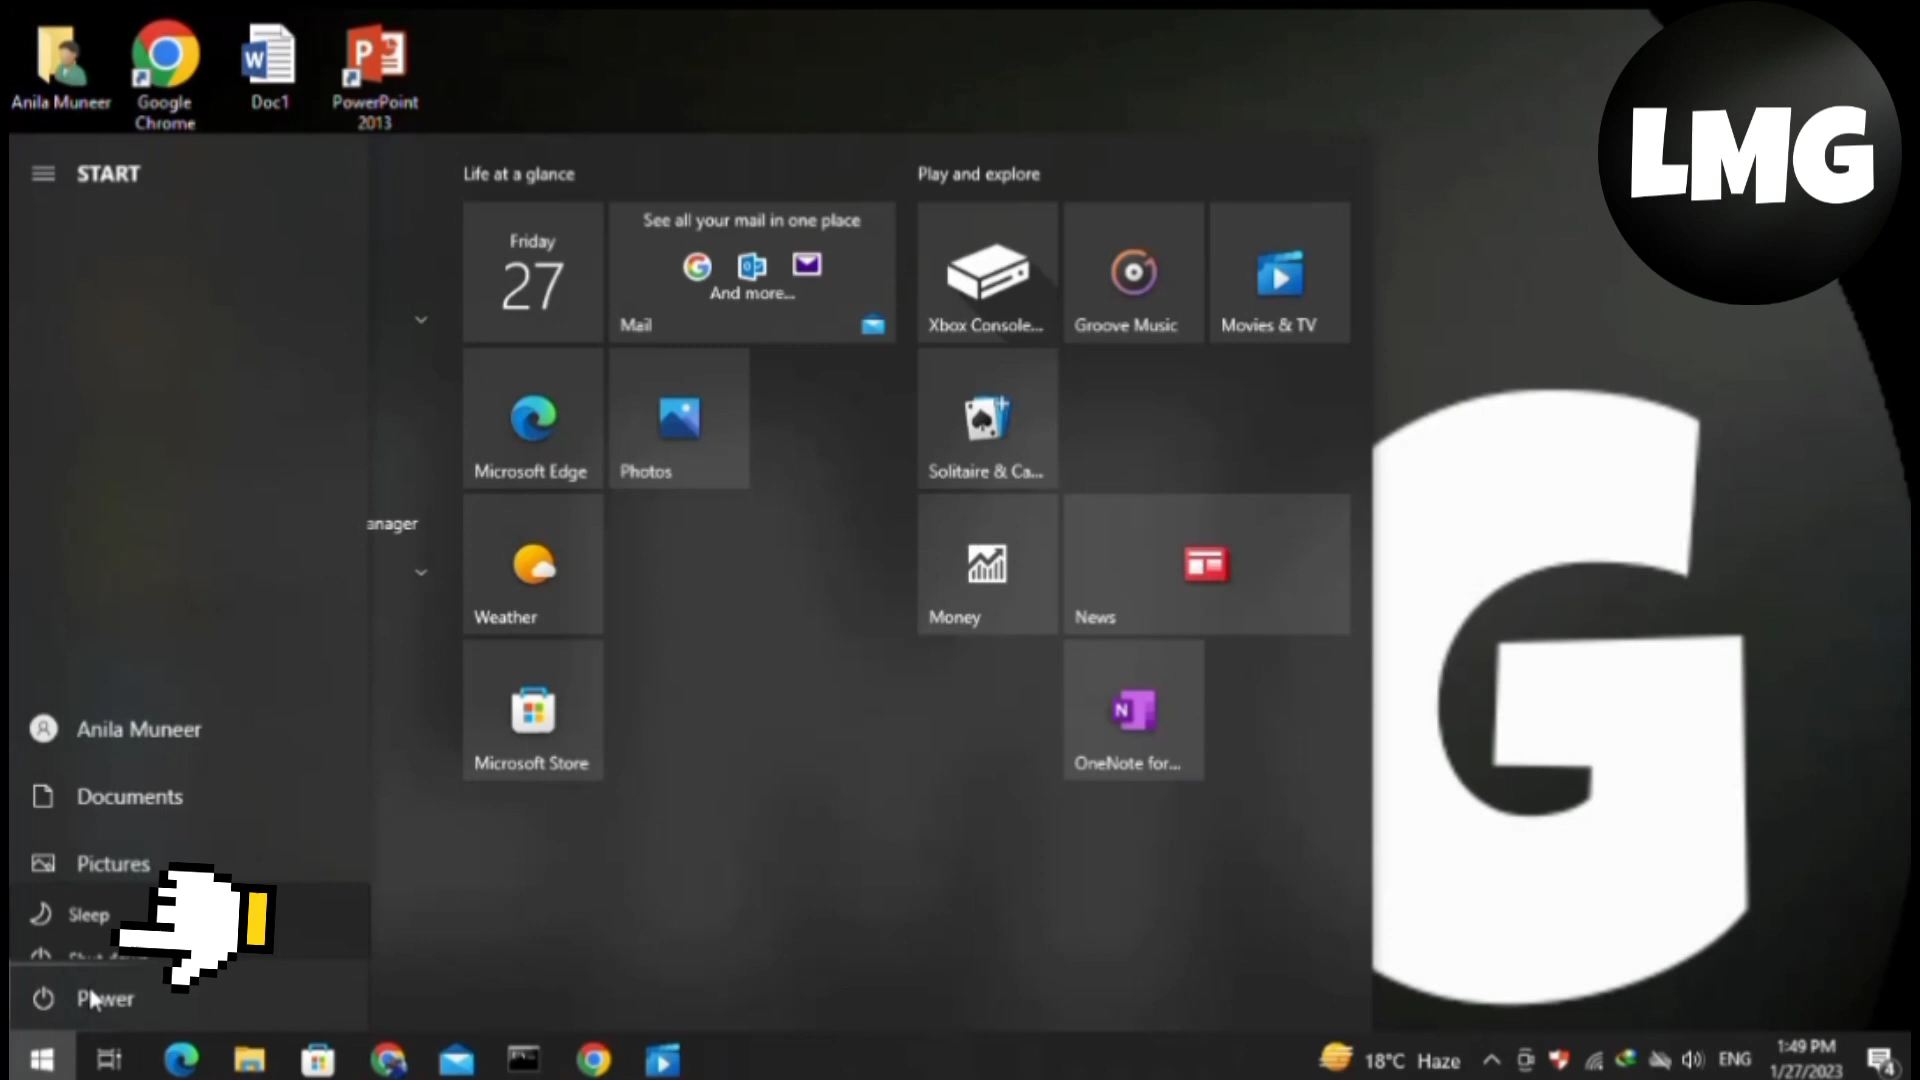 Anila Muneer
Google
Chrome
Doc1
PowerPoint
2013
LMG
START
Life at a glance
Play and explore
Friday
27
See all your mail in one place
And more...
Mail
Xbox Console...
Groove Music
Movies & TV
Microsoft Edge
Photos
Solitaire & Ca...
anager
Weather
Money
News
Microsoft Store
OneNote for...
Anila Muneer
Documents
Pictures
Sleep
Power
G
18°C Haze
ENG
1:49 PM
1/27/2023
4